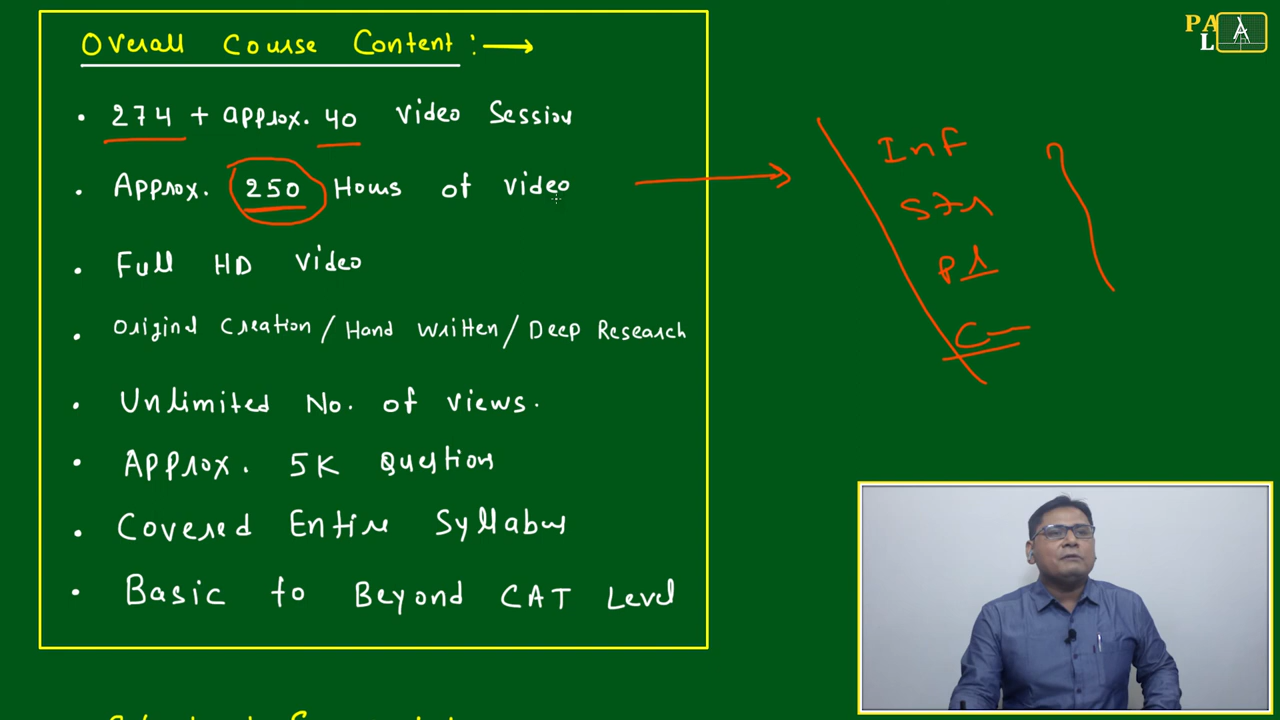 Overall Course Content :→
• 274 + approx. 40 Video Session
• Approx. 250 Hours of video
• Full HD Video
• Original Creation / Hand Written / Deep Research
• Unlimited No. of views.
• Approx. 5K Question
• Covered Entire Syllabus
• Basic to Beyond CAT Level
PA
L
Inf